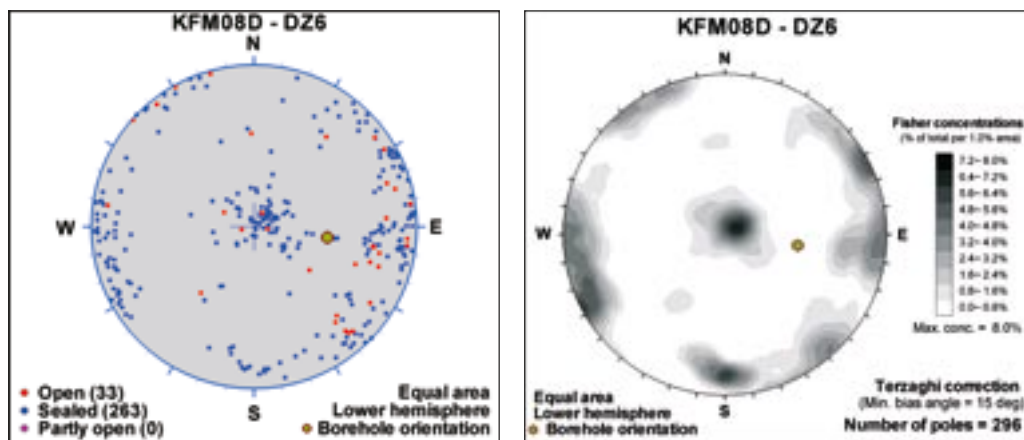 KFM08D - DZ6
N
W
E
S
Open (33)
Sealed (263)
Partly open (0)
Equal area
Lower hemisphere
Borehole orientation
KFM08D - DZ6
N
W
E
S
Fisher concentrations
(% of total per 1.0% area)
7.2~ 8.0%
6.4~ 7.2%
5.6~ 6.4%
4.8~ 5.6%
4.0~ 4.8%
3.2~ 4.0%
2.4~ 3.2%
1.6~ 2.4%
0.8~ 1.6%
0.0~ 0.8%
Max. conc. = 8.0%
Equal area
Lower hemisphere
Borehole orientation
Terzaghi correction
(Min. bias angle = 15 deg)
Number of poles = 296